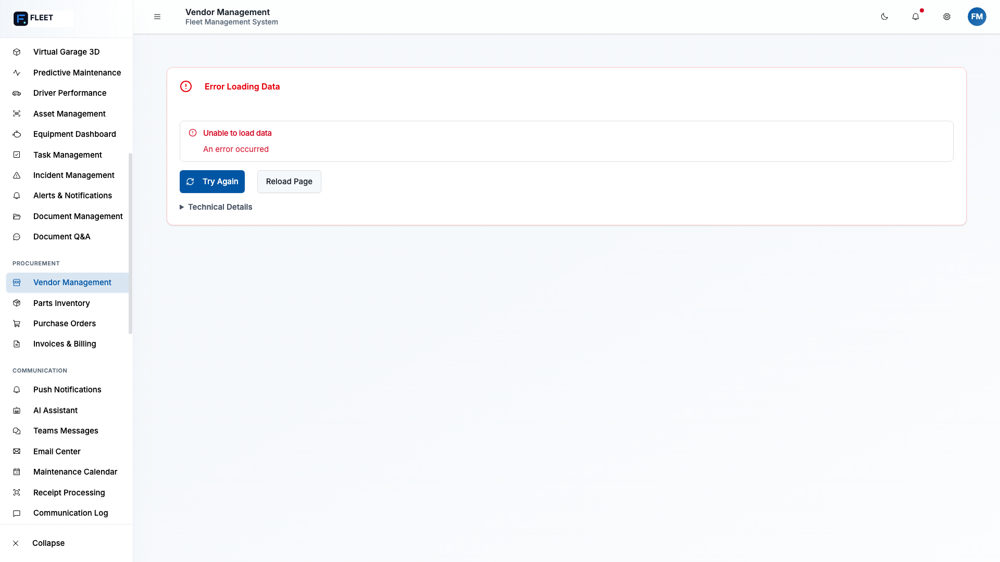 FLEET
Virtual Garage 3D
Predictive Maintenance
Driver Performance
Asset Management
Equipment Dashboard
Task Management
Incident Management
Alerts & Notifications
Document Management
Document Q&A
PROCUREMENT
Vendor Management
Parts Inventory
Purchase Orders
Invoices & Billing
COMMUNICATION
Push Notifications
AI Assistant
Teams Messages
Email Center
Maintenance Calendar
Receipt Processing
Communication Log
Collapse
Vendor Management
Fleet Management System
FM
Error Loading Data
Unable to load data
An error occurred
Try Again
Reload Page
Technical Details